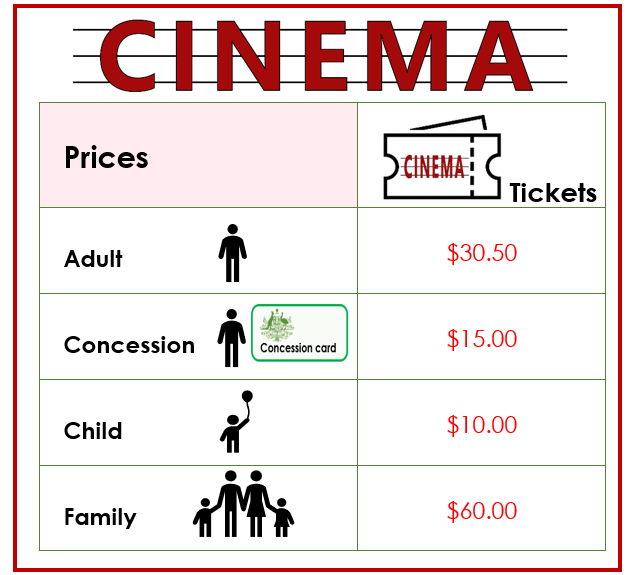 CINEMA
Prices
CINEMA
Tickets
Adult
$30.50
Concession
Concession card
$15.00
Child
$10.00
Family
$60.00